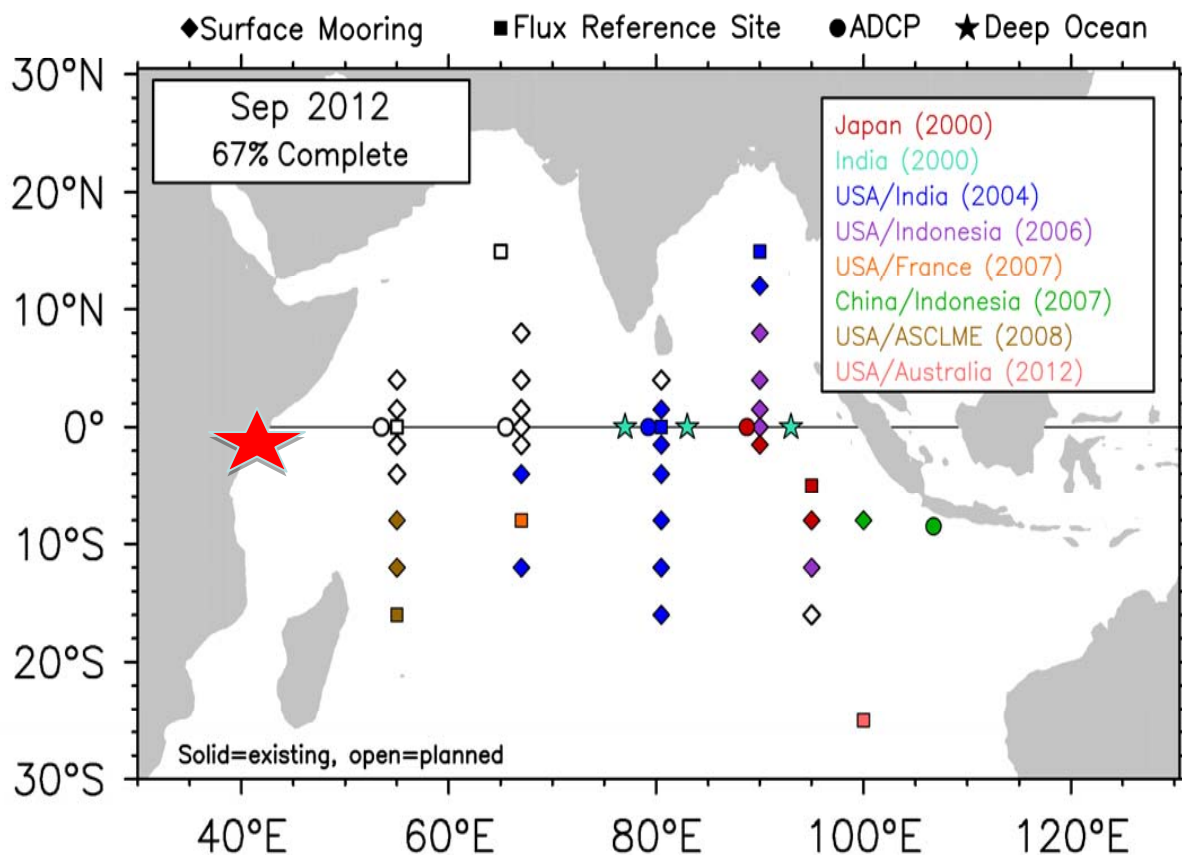 ◆Surface Mooring ■Flux Reference Site ●ADCP ★Deep Ocean
30°N
Sep 2012
67% Complete
Japan (2000)
India (2000)
USA/India (2004)
USA/Indonesia (2006)
USA/France (2007)
China/Indonesia (2007)
USA/ASCLME (2008)
USA/Australia (2012)
20°N
10°N
0°
10°S
20°S
Solid=existing, open=planned
30°S
40°E 60°E 80°E 100°E 120°E